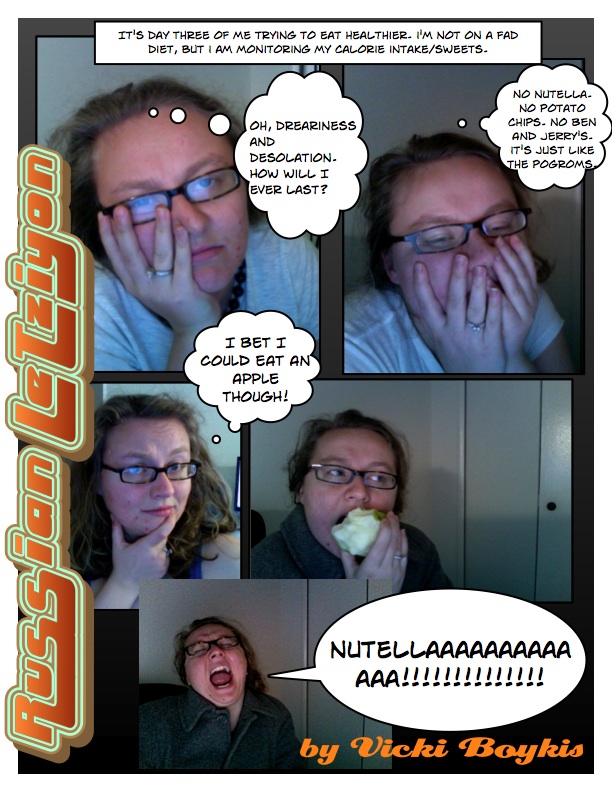 IT'S DAY THREE OF ME TRYING TO EAT HEALTHIER. I'M NOT ON A FAD
DIET, BUT I AM MONITORING MY CALORIE INTAKE/SWEETS.
OH, DREARINESS
AND
DESOLATION.
HOW WILL I
EVER LAST?
NO NUTELLA.
NO POTATO
CHIPS. NO BEN
AND JERRY'S.
IT'S JUST LIKE
THE POGROMS.
I BET I
COULD EAT AN
APPLE
THOUGH!
NUTELLAAAAAAAAAA
AAA!!!!!!!!!!!!!!
by Vicki Boykis
Russian LeTziyon